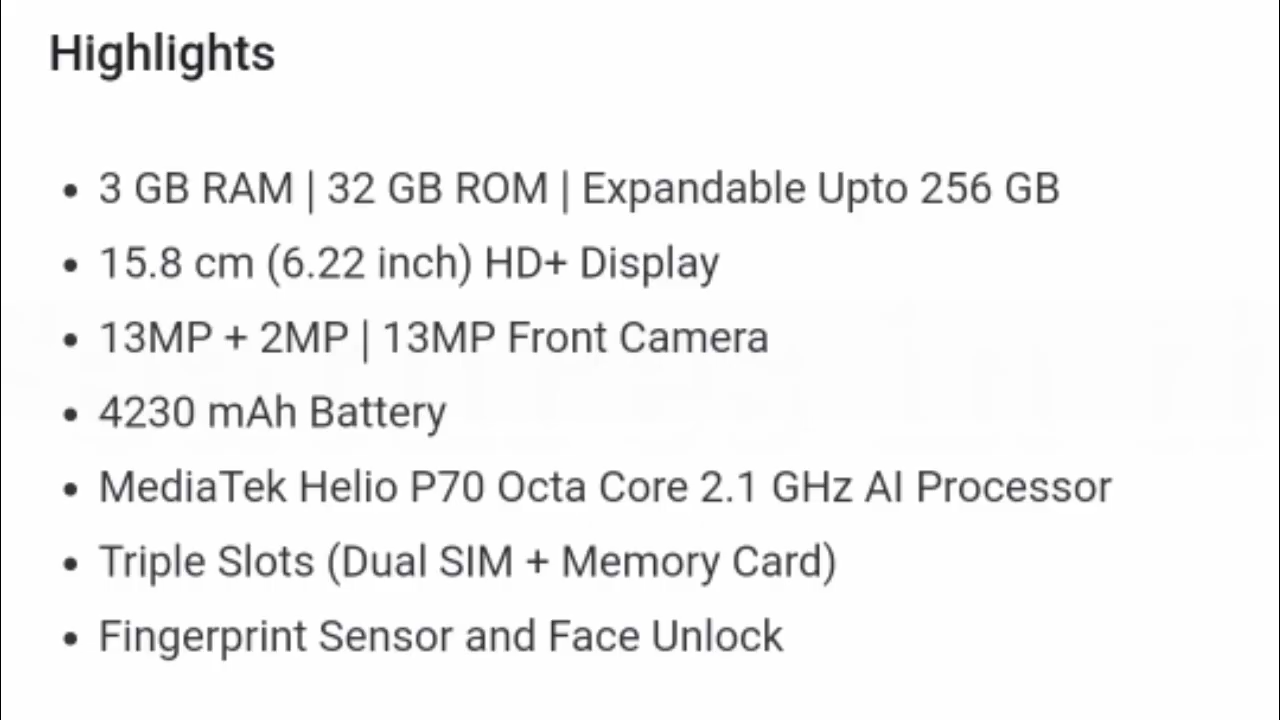 Highlights
• 3 GB RAM | 32 GB ROM | Expandable Upto 256 GB
• 15.8 cm (6.22 inch) HD+ Display
• 13MP + 2MP | 13MP Front Camera
• 4230 mAh Battery
• MediaTek Helio P70 Octa Core 2.1 GHz AI Processor
• Triple Slots (Dual SIM + Memory Card)
• Fingerprint Sensor and Face Unlock